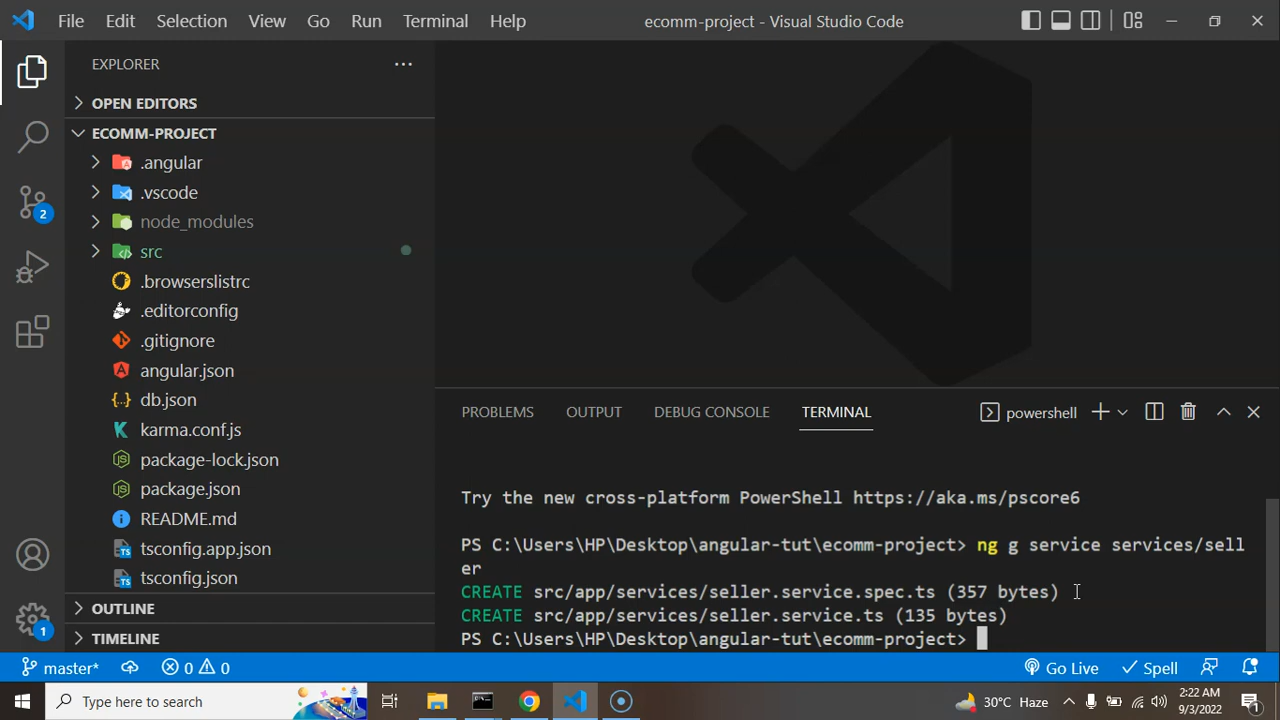 File Edit Selection View Go Run Terminal Help ecomm-project - Visual Studio Code
EXPLORER
OPEN EDITORS
ECOMM-PROJECT
.angular
.vscode
node_modules
src
.browserslistrc
.editorconfig
.gitignore
angular.json
db.json
karma.conf.js
package-lock.json
package.json
README.md
tsconfig.app.json
tsconfig.json
OUTLINE
TIMELINE
2
1
PROBLEMS OUTPUT DEBUG CONSOLE TERMINAL powershell
Try the new cross-platform PowerShell https://aka.ms/pscore6
PS C:\Users\HP\Desktop\angular-tut\ecomm-project> ng g service services/sell
er
CREATE src/app/services/seller.service.spec.ts (357 bytes)
CREATE src/app/services/seller.service.ts (135 bytes)
PS C:\Users\HP\Desktop\angular-tut\ecomm-project>
master* 0 0 Go Live Spell
Type here to search 30°C Haze 2:22 AM
9/3/2022 1